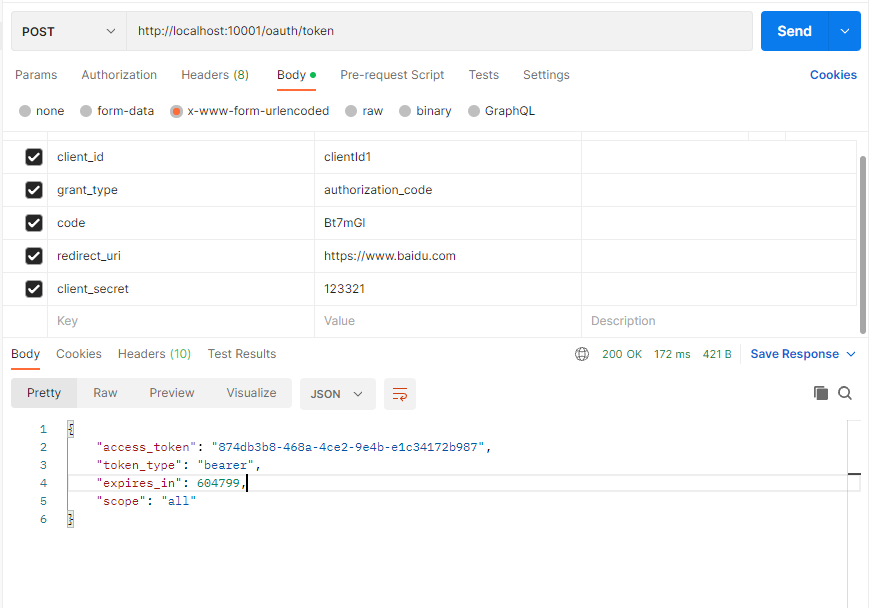 POST http://localhost:10001/oauth/token Send
Params Authorization Headers (8) Body Pre-request Script Tests Settings Cookies
none form-data x-www-form-urlencoded raw binary GraphQL
client_id clientId1
grant_type authorization_code
code Bt7mGl
redirect_uri https://www.baidu.com
client_secret 123321
Key Value Description
Body Cookies Headers (10) Test Results 200 OK 172 ms 421 B Save Response
Pretty Raw Preview Visualize JSON
1 {
2 "access_token": "874db3b8-468a-4ce2-9e4b-e1c34172b987",
3 "token_type": "bearer",
4 "expires_in": 604799,
5 "scope": "all"
6 }